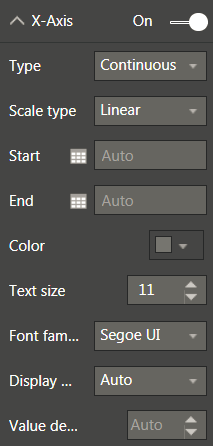 X-Axis On
Type Continuous
Scale type Linear
Start Auto
End Auto
Color
Text size 11
Font fam... Segoe UI
Display ... Auto
Value de... Auto